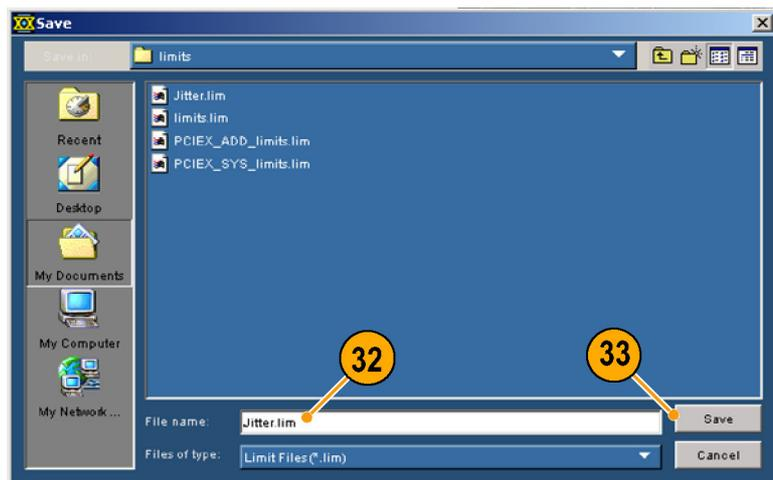 Save
Save in:
limits
Recent
Desktop
My Documents
My Computer
My Network ...
Jitter.lim
limits.lim
PCIEX_ADD_limits.lim
PCIEX_SYS_limits.lim
32
33
File name:
Jitter.lim
Save
Files of type:
Limit Files (*.lim)
Cancel